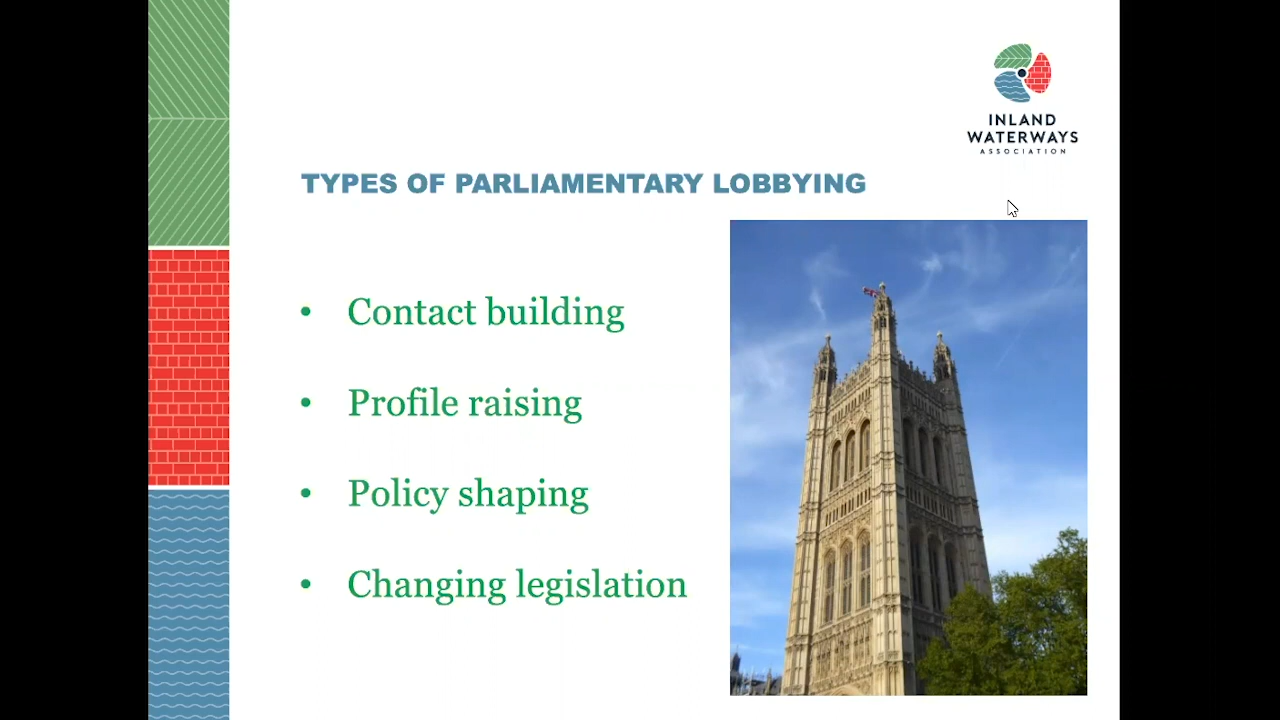 INLAND
WATERWAYS
ASSOCIATION
TYPES OF PARLIAMENTARY LOBBYING
• Contact building
• Profile raising
• Policy shaping
• Changing legislation